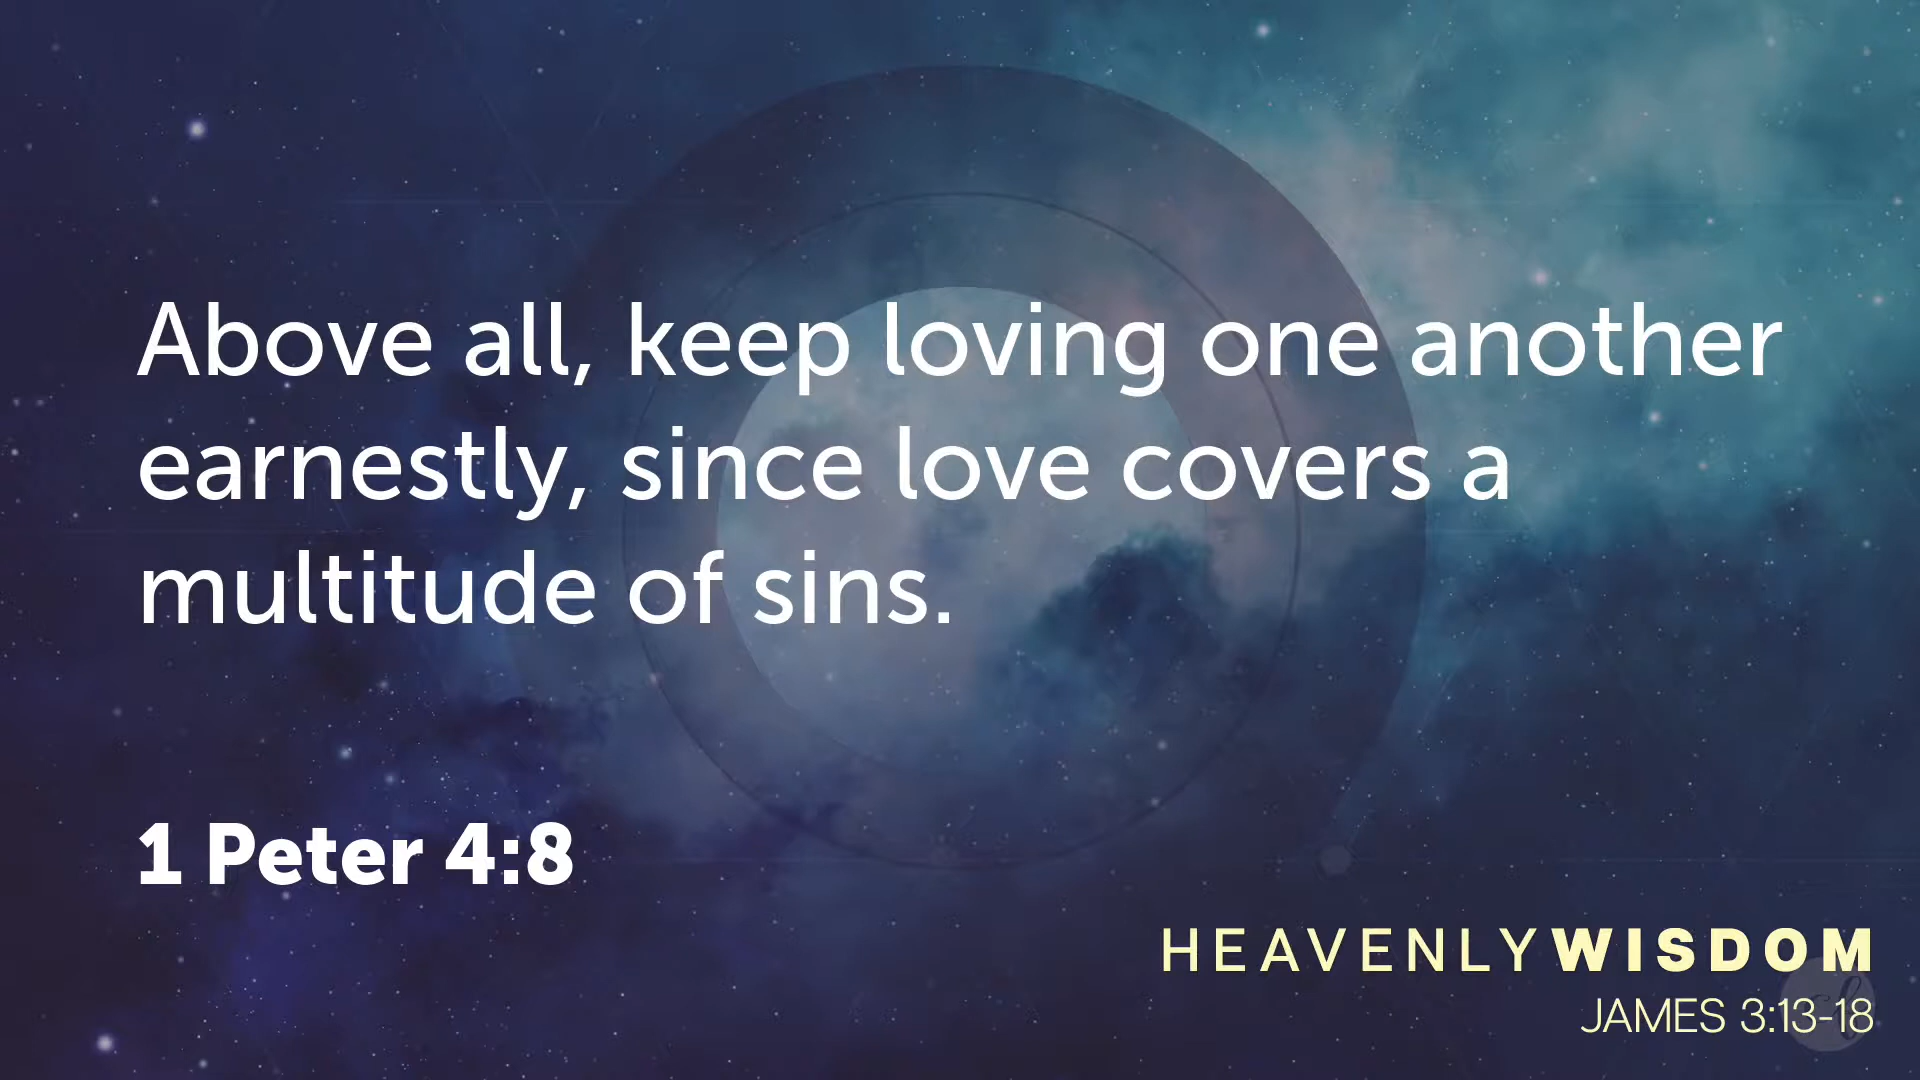 Above all, keep loving one another
earnestly, since love covers a
multitude of sins.
1 Peter 4:8
HEAVENLYWISDOM
JAMES 3:13-18